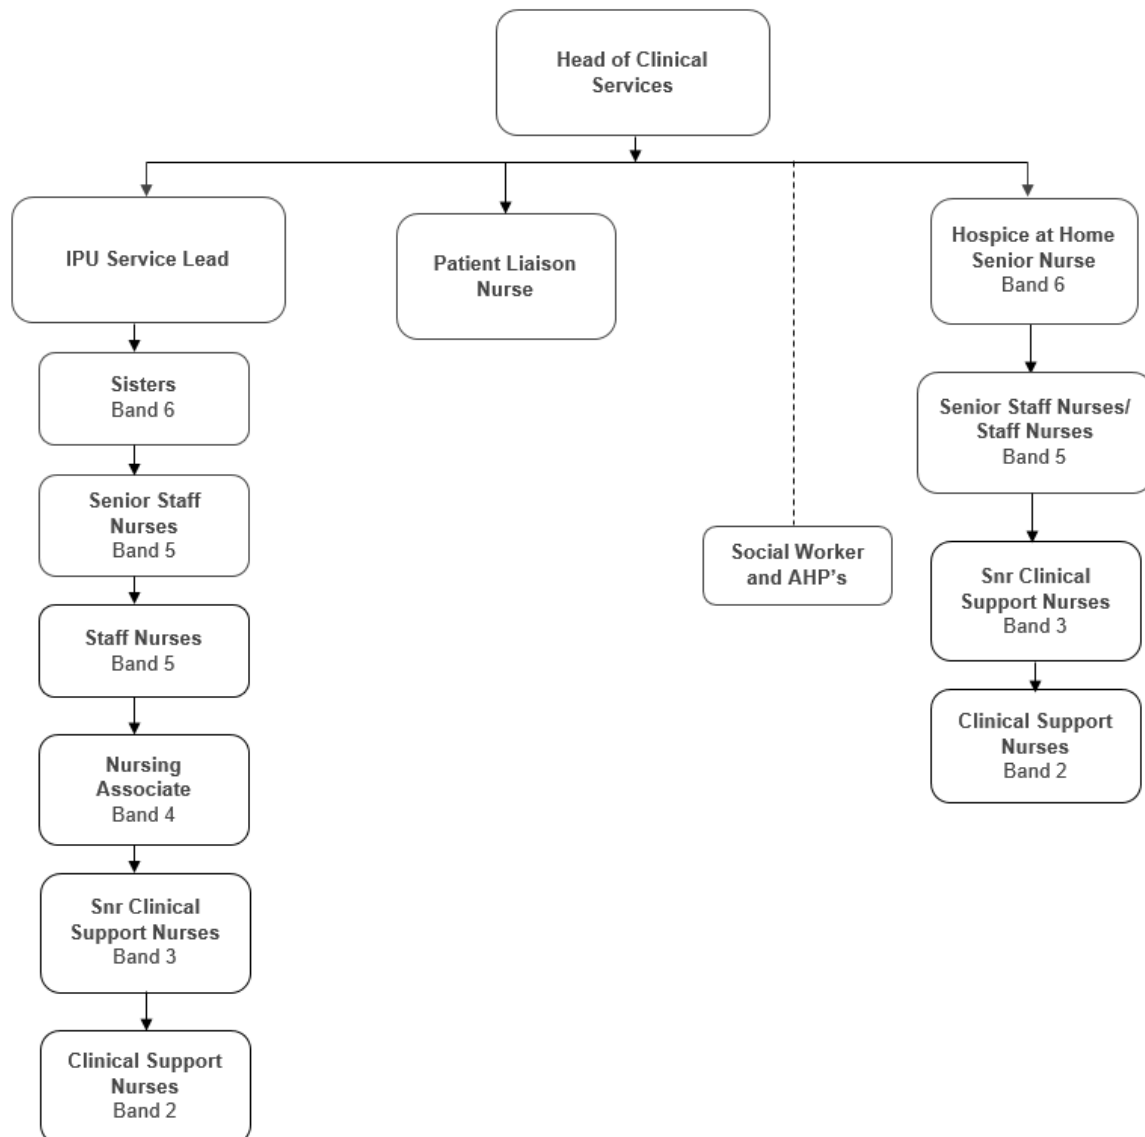 Head of Clinical
Services
IPU Service Lead
Patient Liaison
Nurse
Hospice at Home
Senior Nurse
Band 6
Sisters
Band 6
Senior Staff Nurses/
Staff Nurses
Band 5
Senior Staff
Nurses
Band 5
Social Worker
and AHP's
Snr Clinical
Support Nurses
Band 3
Staff Nurses
Band 5
Clinical Support
Nurses
Band 2
Nursing
Associate
Band 4
Snr Clinical
Support Nurses
Band 3
Clinical Support
Nurses
Band 2